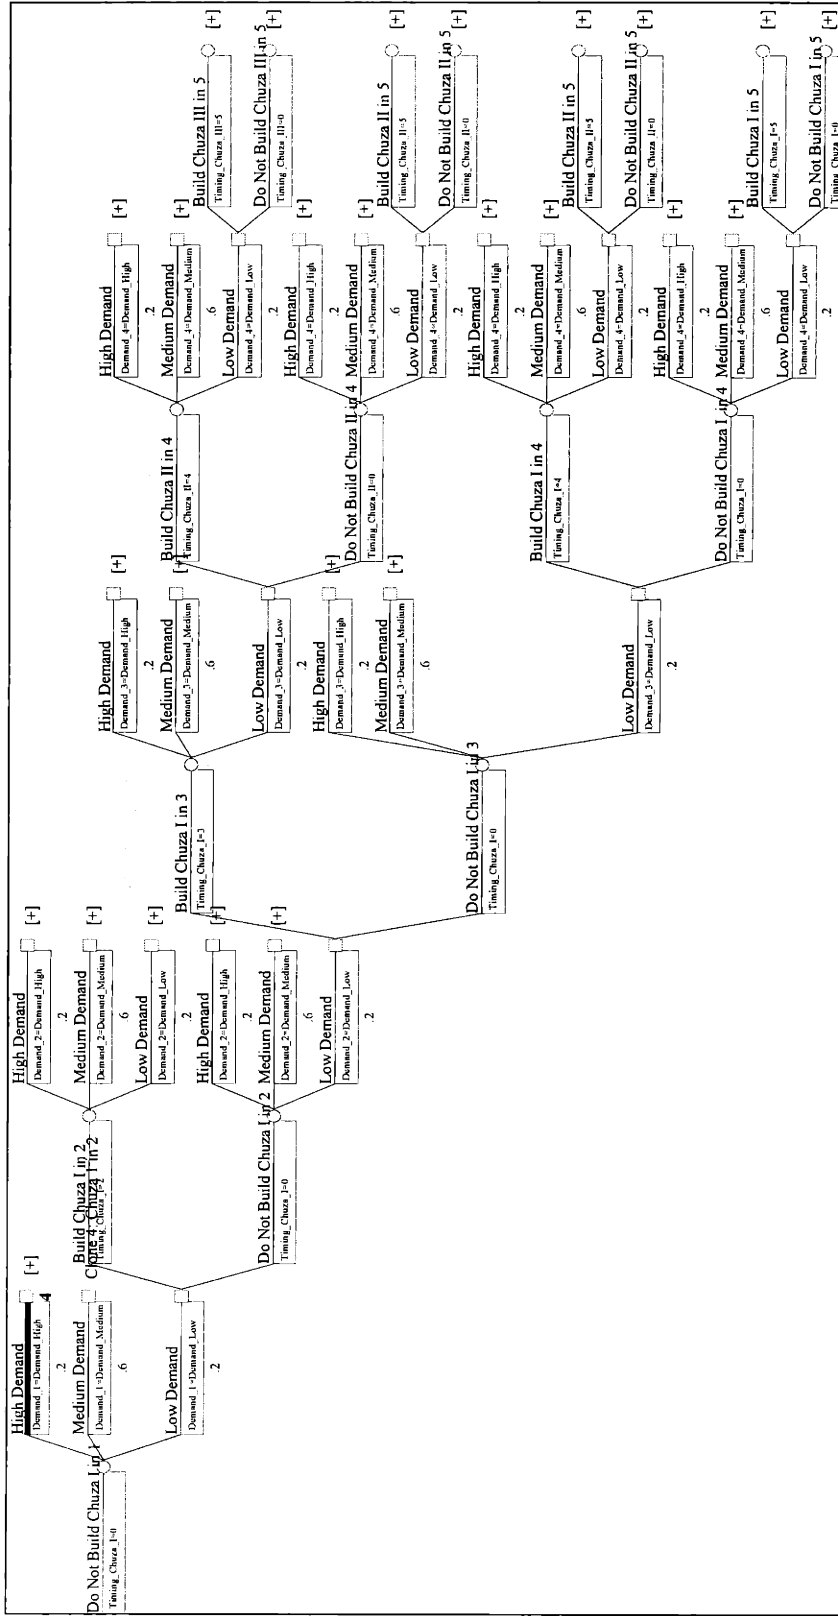 Do Not Build Chuza I in 1
Timing_Chuza_I=0
High Demand
Demand_1=Demand_High
.2
[+]
4
Medium Demand
Demand_1=Demand_Medium
.6
Low Demand
Demand_1=Demand_Low
.2
Build Chuza I in 2
Timing_Chuza_I=2
Clone 4: Chuza I in 2
Do Not Build Chuza I in 2
Timing_Chuza_I=0
High Demand
Demand_2=Demand_High
.2
[+]
Medium Demand
Demand_2=Demand_Medium
.6
[+]
Low Demand
Demand_2=Demand_Low
.2
[+]
High Demand
Demand_2=Demand_High
.2
[+]
Medium Demand
Demand_2=Demand_Medium
.6
[+]
Low Demand
Demand_2=Demand_Low
.2
Build Chuza I in 3
Timing_Chuza_I=3
Do Not Build Chuza I in 3
Timing_Chuza_I=0
High Demand
Demand_3=Demand_High
.2
[+]
Medium Demand
Demand_3=Demand_Medium
.6
[+]
Low Demand
Demand_3=Demand_Low
.2
High Demand
Demand_3=Demand_High
.2
[+]
Medium Demand
Demand_3=Demand_Medium
.6
[+]
Low Demand
Demand_3=Demand_Low
.2
Build Chuza II in 4
Timing_Chuza_II=4
Do Not Build Chuza II in 4
Timing_Chuza_II=0
Build Chuza I in 4
Timing_Chuza_I=4
Do Not Build Chuza I in 4
Timing_Chuza_I=0
High Demand
Demand_4=Demand_High
.2
[+]
Medium Demand
Demand_4=Demand_Medium
.6
[+]
Low Demand
Demand_4=Demand_Low
.2
High Demand
Demand_4=Demand_High
.2
[+]
Medium Demand
Demand_4=Demand_Medium
.6
[+]
Low Demand
Demand_4=Demand_Low
.2
High Demand
Demand_4=Demand_High
.2
[+]
Medium Demand
Demand_4=Demand_Medium
.6
[+]
Low Demand
Demand_4=Demand_Low
.2
High Demand
Demand_4=Demand_High
.2
[+]
Medium Demand
Demand_4=Demand_Medium
.6
[+]
Low Demand
Demand_4=Demand_Low
.2
Build Chuza III in 5
Timing_Chuza_III=5
[+]
Do Not Build Chuza III in 5
Timing_Chuza_III=0
[+]
Build Chuza II in 5
Timing_Chuza_II=5
[+]
Do Not Build Chuza II in 5
Timing_Chuza_II=0
[+]
Build Chuza II in 5
Timing_Chuza_II=5
[+]
Do Not Build Chuza II in 5
Timing_Chuza_II=0
[+]
Build Chuza I in 5
Timing_Chuza_I=5
[+]
Do Not Build Chuza I in 5
Timing_Chuza_I=0
[+]